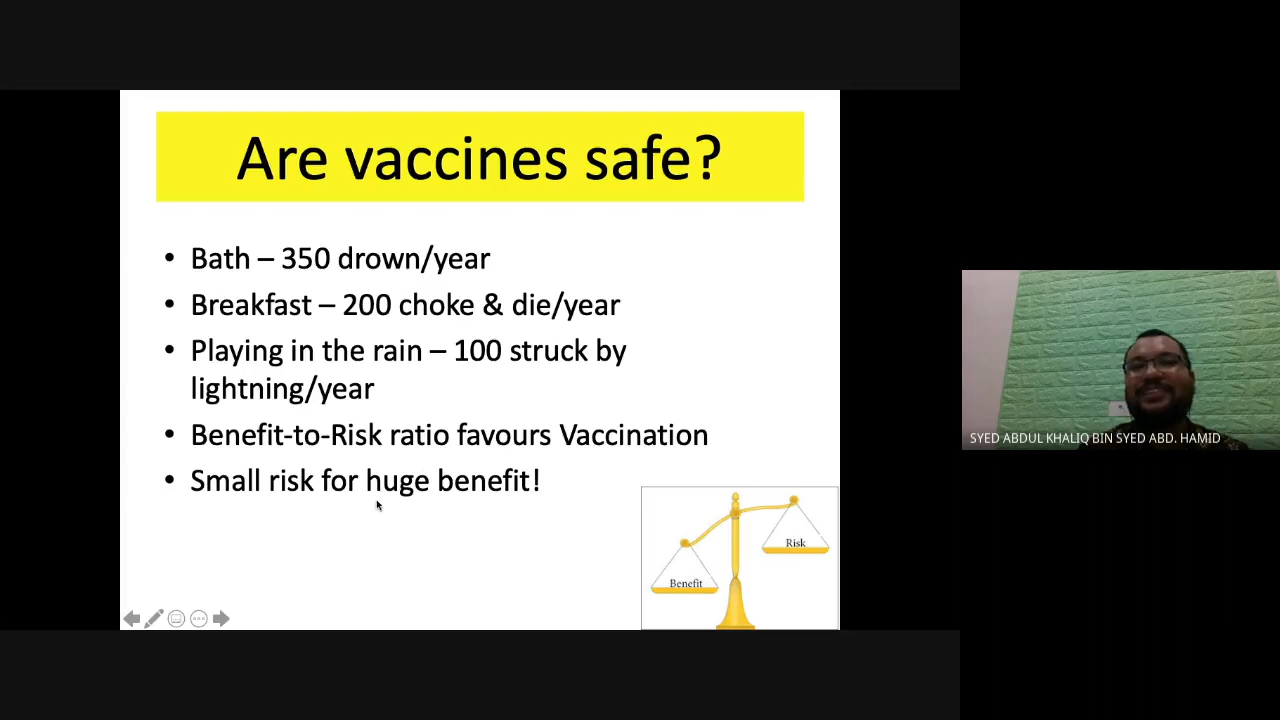 Are vaccines safe?
• Bath – 350 drown/year
• Breakfast – 200 choke & die/year
• Playing in the rain – 100 struck by
lightning/year
• Benefit-to-Risk ratio favours Vaccination
• Small risk for huge benefit!
Risk
Benefit
SYED ABDUL KHALIQ BIN SYED ABD. HAMID